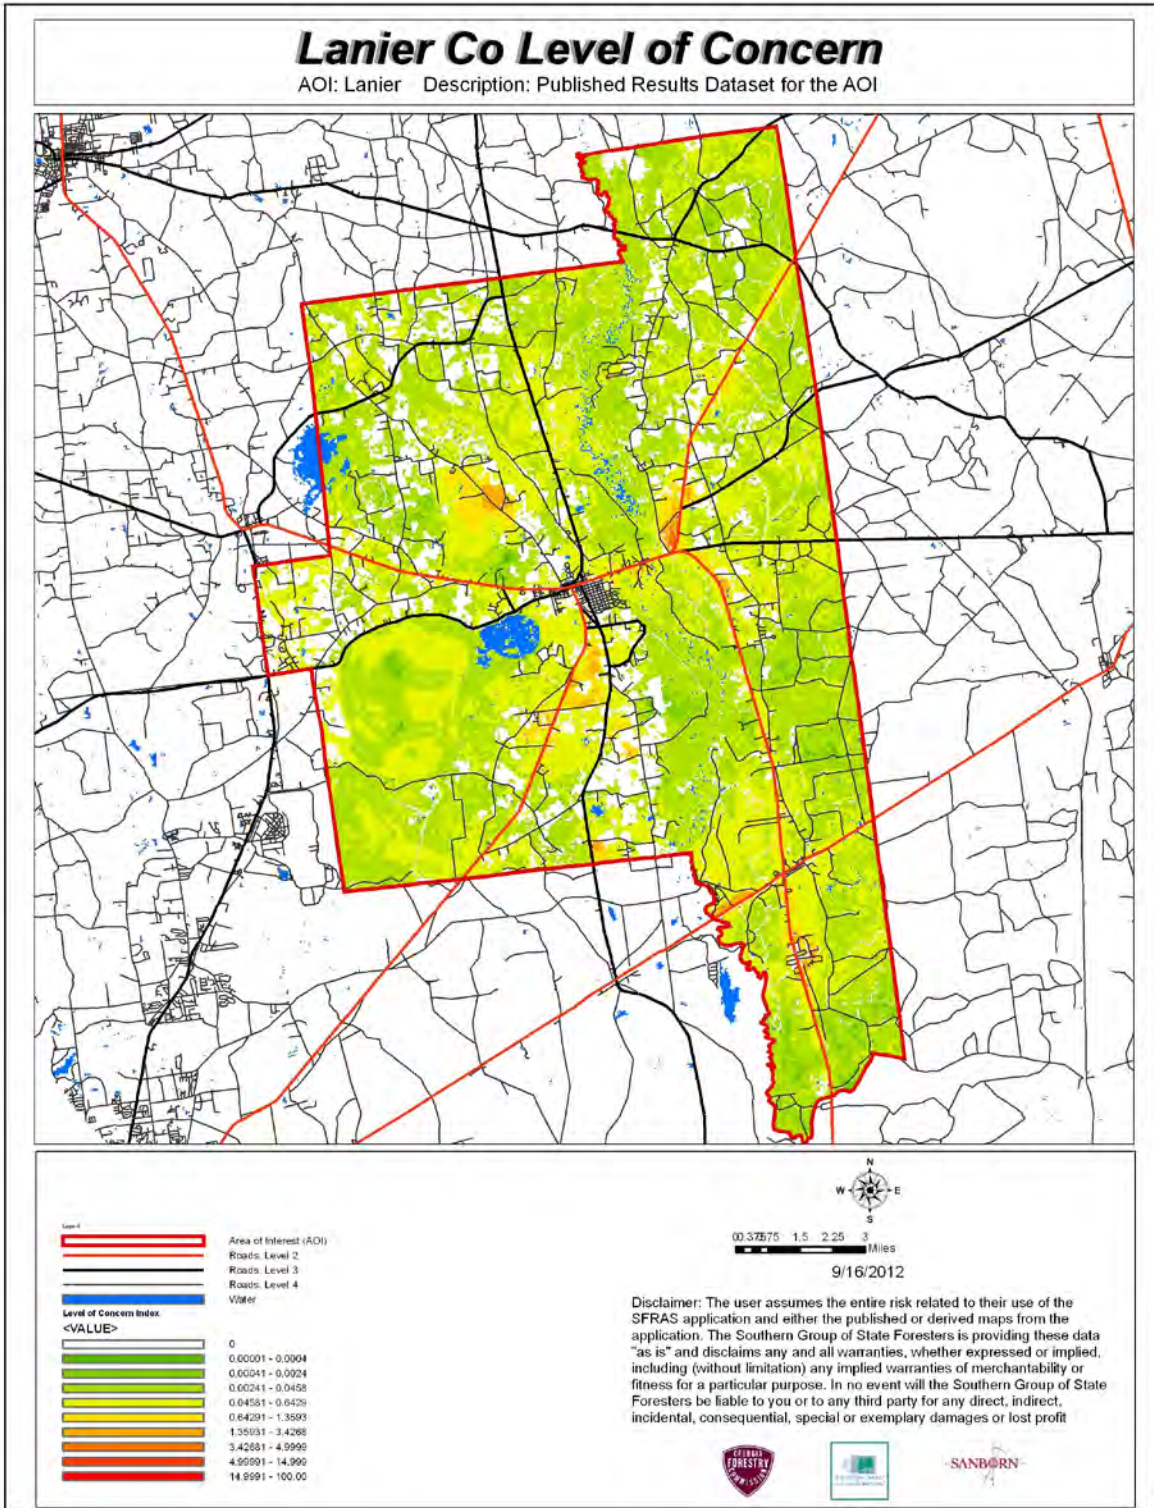 Lanier Co Level of Concern
AOI: Lanier Description: Published Results Dataset for the AOI
Area of Interest (AOI)
Roads, Level 2
Roads, Level 3
Roads, Level 4
Water
Level of Concern Index
<VALUE>
0
0.00001 - 0.0004
0.00041 - 0.0024
0.00241 - 0.0458
0.04581 - 0.6429
0.64291 - 1.3593
1.35931 - 3.4268
3.42681 - 4.9999
4.99991 - 14.999
14.9991 - 100.00
N
W E
S
1.5 2.25 3
Miles
9/16/2012
Disclaimer: The user assumes the entire risk related to their use of the
SFRAS application and either the published or derived maps from the
application. The Southern Group of State Foresters is providing these data
"as is" and disclaims any and all warranties, whether expressed or implied,
including (without limitation) any implied warranties of merchantability or
fitness for a particular purpose. In no event will the Southern Group of State
Foresters be liable to you or to any third party for any direct, indirect,
incidental, consequential, special or exemplary damages or lost profit
GEORGIA
FORESTRY
COMMISSION
SANBORN